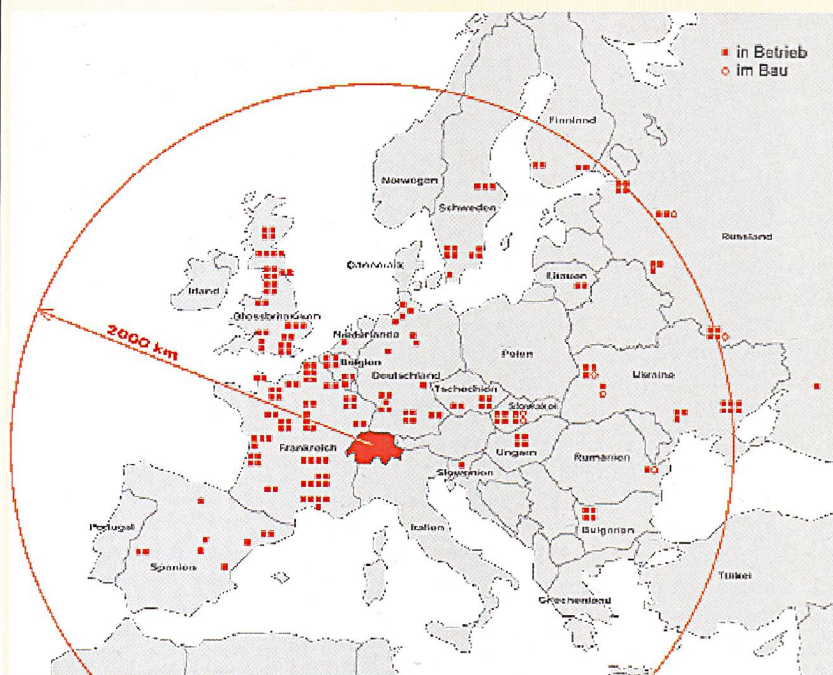 in Betrieb
im Bau
Finnland
Norwegen
Schweden
Russland
Dänemark
Irland
Litauen
Grossbritannien
2000 km
Niederlande
Polen
Belgien
Deutschland
Ukraine
Tschechien
Slowakei
Frankreich
Ungarn
Rumänien
Slowenien
Portugal
Italien
Bulgarien
Spanien
Türkei
Griechenland